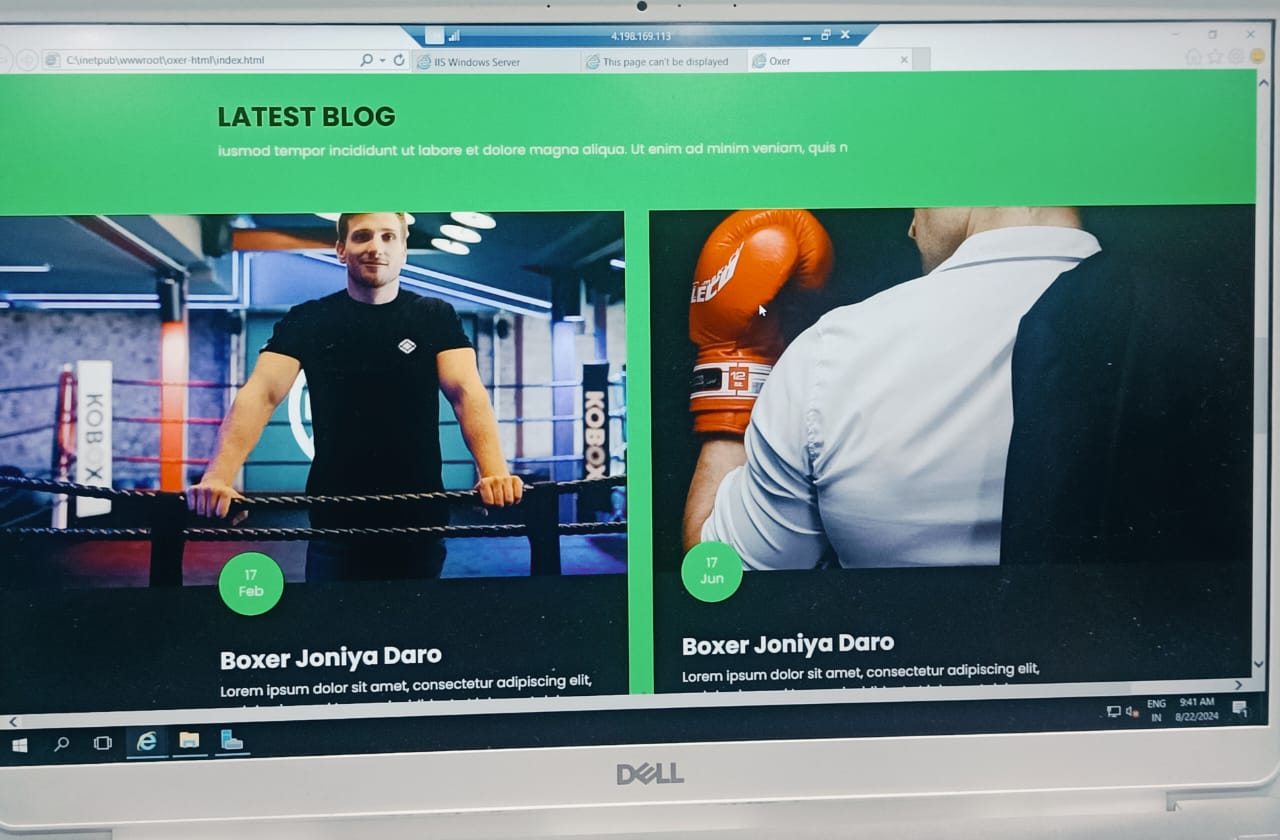 4.198.169.113
C:\inetpub\wwwroot\oxer-html\index.html
IIS Windows Server
This page can't be displayed
Oxer
LATEST BLOG
iusmod tempor incididunt ut labore et dolore magna aliqua. Ut enim ad minim veniam, quis n
KOBOX
KOBOX
12
17
Feb
17
Jun
Boxer Joniya Daro
Lorem ipsum dolor sit amet, consectetur adipiscing elit,
Boxer Joniya Daro
Lorem ipsum dolor sit amet, consectetur adipiscing elit,
ENG
IN
9:41 AM
8/22/2024
1
DELL